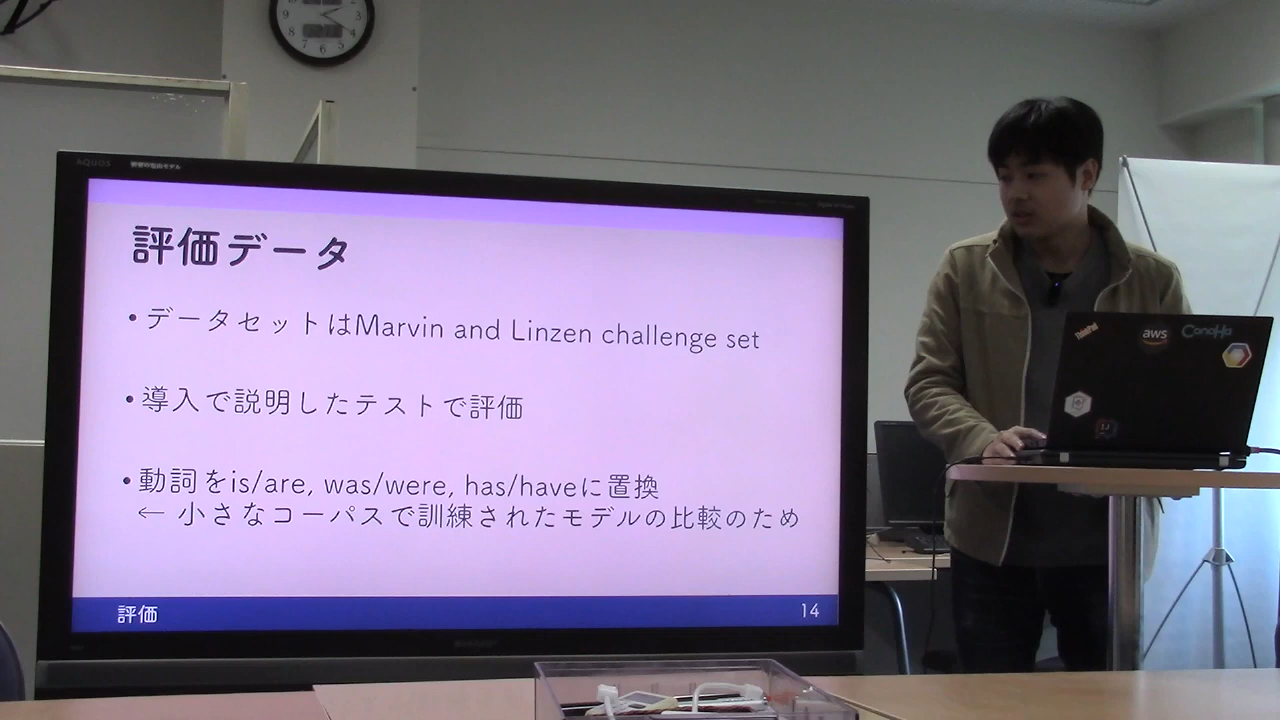 AQUOS
評価データ
• データセットはMarvin and Linzen challenge set
• 導入で説明したテストで評価
• 動詞をis/are, was/were, has/haveに置換
← 小さなコーパスで訓練されたモデルの比較のため
評価
14
ThinkPad
aws
ConoHa